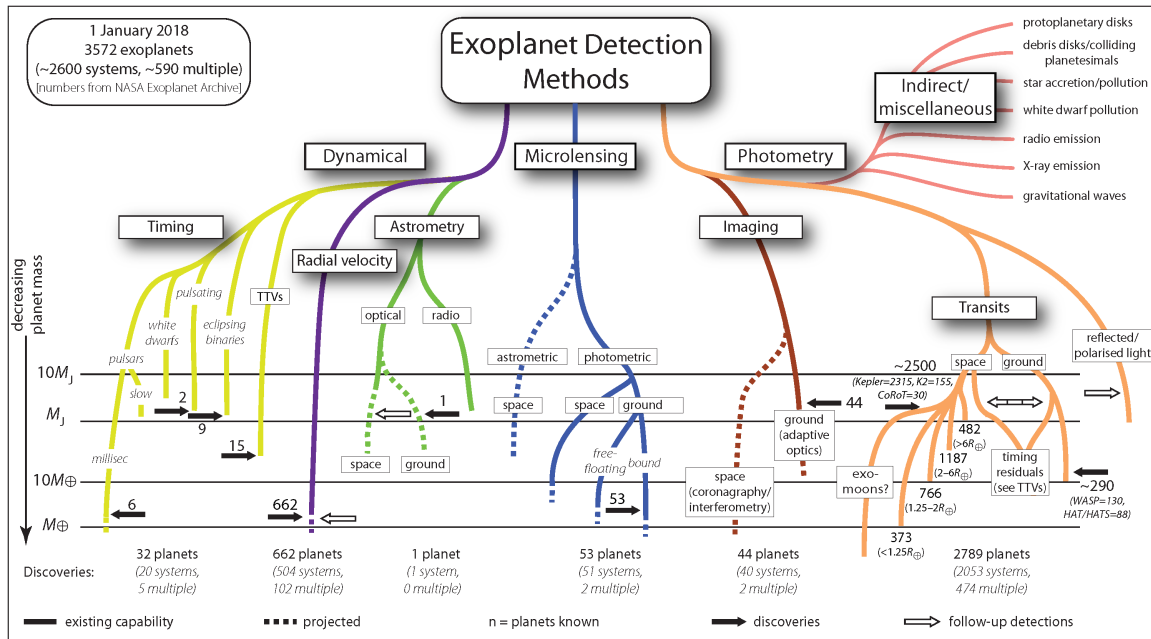 1 January 2018
3572 exoplanets
(~2600 systems, ~590 multiple)
[numbers from NASA Exoplanet Archive]
Exoplanet Detection
Methods
Indirect/
miscellaneous
protoplanetary disks
debris disks/colliding
planetesimals
star accretion/pollution
white dwarf pollution
radio emission
X-ray emission
gravitational waves
Dynamical
Microlensing
Photometry
Timing
Astrometry
Imaging
Radial velocity
decreasing
planet mass
pulsating
TTVs
white
dwarfs
eclipsing
binaries
optical
radio
Transits
pulsars
slow
astrometric
photometric
space
ground
reflected/
polarised light
10MJ
~2500
(Kepler=2315, K2=155,
CoRoT=30)
2
9
1
44
MJ
space
space
ground
ground
(adaptive
optics)
482
(>6R⊕)
15
millisec
space
ground
free-
floating
bound
1187
(2–6R⊕)
timing
residuals
(see TTVs)
exo-
moons?
space
(coronagraphy/
interferometry)
10M⊕
766
(1.25–2R⊕)
~290
(WASP=130,
HAT/HATS=88)
6
662
53
M⊕
373
(<1.25R⊕)
Discoveries:
32 planets
(20 systems,
5 multiple)
662 planets
(504 systems,
102 multiple)
1 planet
(1 system,
0 multiple)
53 planets
(51 systems,
2 multiple)
44 planets
(40 systems,
2 multiple)
2789 planets
(2053 systems,
474 multiple)
existing capability
projected
n = planets known
discoveries
follow-up detections